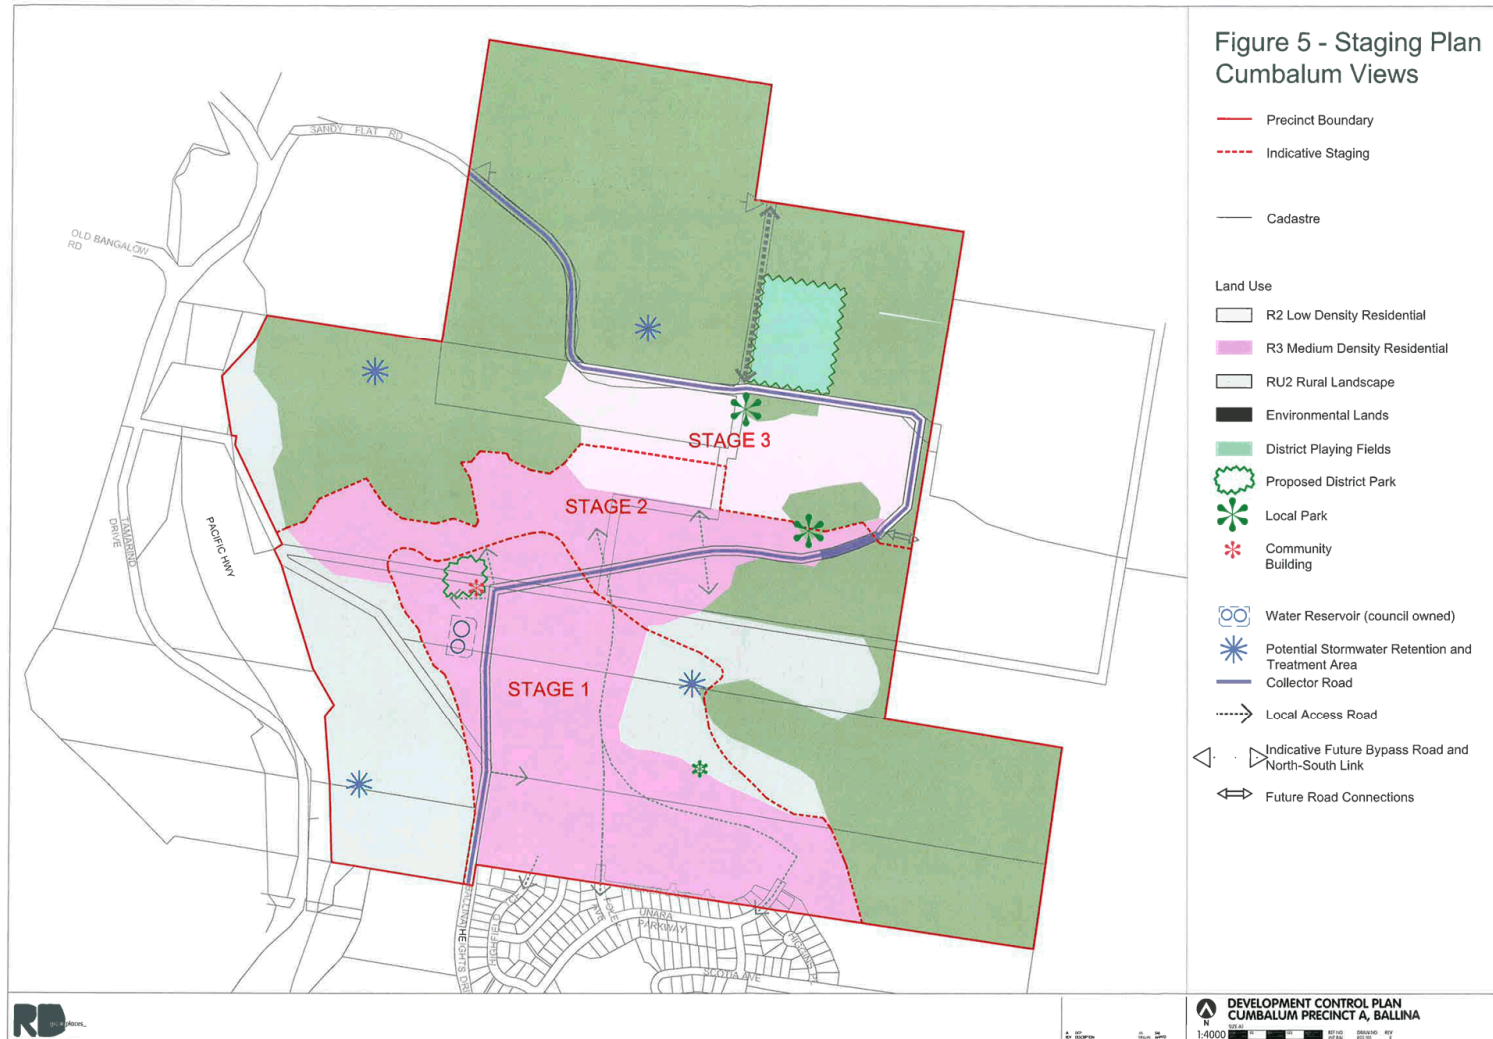 Figure 5 - Staging Plan
Cumbalum Views
Precinct Boundary
Indicative Staging
Cadastre
Land Use
R2 Low Density Residential
R3 Medium Density Residential
RU2 Rural Landscape
Environmental Lands
District Playing Fields
Proposed District Park
Local Park
Community
Building
Water Reservoir (council owned)
Potential Stormwater Retention and
Treatment Area
Collector Road
Local Access Road
Indicative Future Bypass Road and
North-South Link
Future Road Connections
SANDY FLAT RD
OLD BANGALOW
RD
TAMARIND
DRIVE
PACIFIC HWY
STAGE 3
STAGE 2
STAGE 1
UNARA
PARKWAY
SCOTIA AVE
HIGHFIELD
HIGGINS PL
RD
DEVELOPMENT CONTROL PLAN
CUMBALUM PRECINCT A, BALLINA
N
1:4000